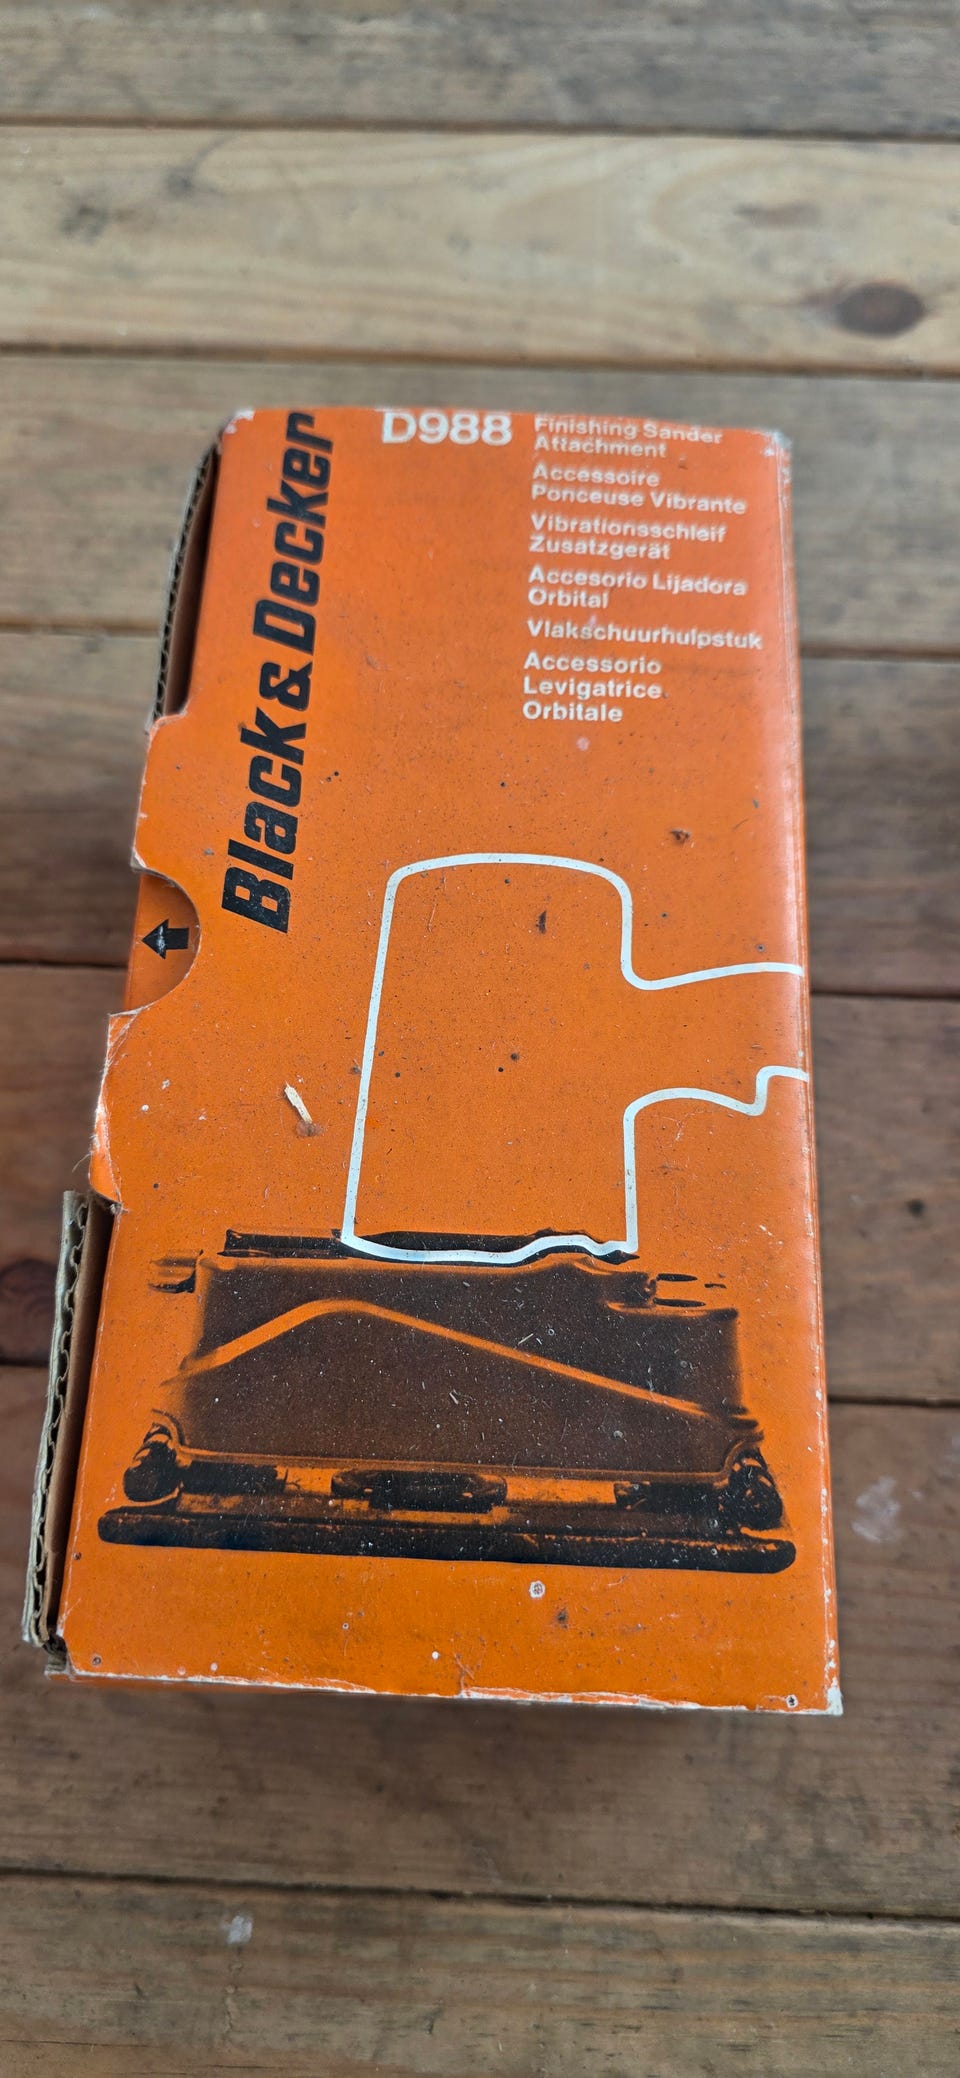 Black & Decker
D988
Finishing Sander
Attachment
Accessoire
Ponceuse Vibrante
Vibrationsschleif
Zusatzgerät
Accesorio Lijadora
Orbital
Vlakschuurhulpstuk
Accessorio
Levigatrice
Orbitale